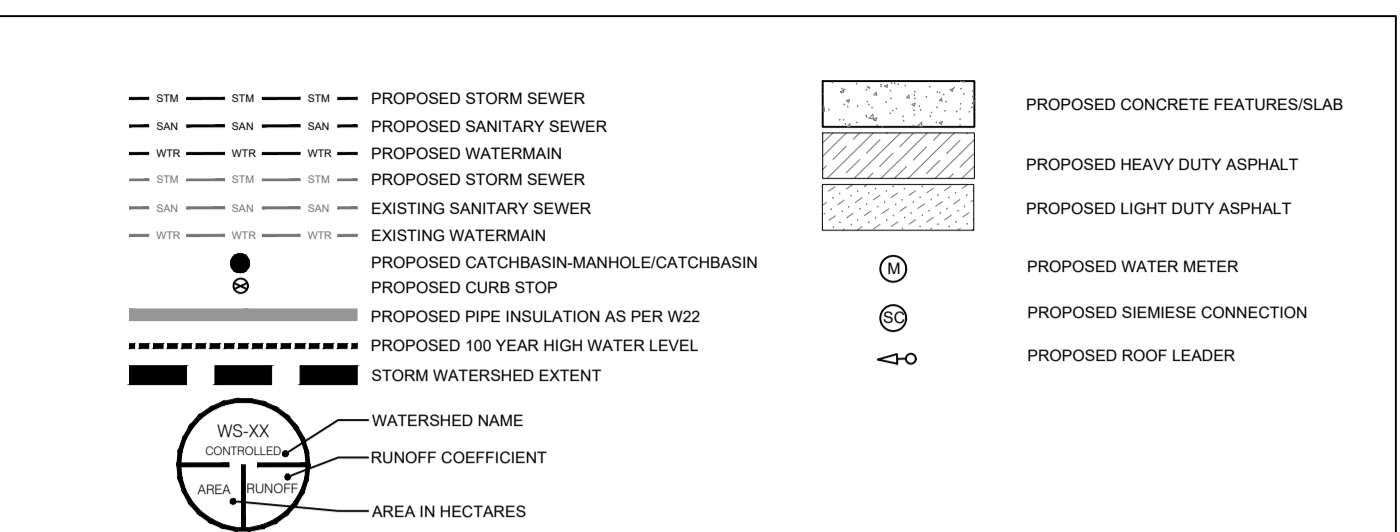 STM STM STM PROPOSED STORM SEWER
SAN SAN SAN PROPOSED SANITARY SEWER
WTR WTR WTR PROPOSED WATERMAIN
STM STM STM PROPOSED STORM SEWER
SAN SAN SAN EXISTING SANITARY SEWER
WTR WTR WTR EXISTING WATERMAIN
PROPOSED CATCHBASIN-MANHOLE/CATCHBASIN
PROPOSED CURB STOP
PROPOSED PIPE INSULATION AS PER W22
PROPOSED 100 YEAR HIGH WATER LEVEL
STORM WATERSHED EXTENT
WS-XX
CONTROLLED
AREA RUNOFF
WATERSHED NAME
RUNOFF COEFFICIENT
AREA IN HECTARES
PROPOSED CONCRETE FEATURES/SLAB
PROPOSED HEAVY DUTY ASPHALT
PROPOSED LIGHT DUTY ASPHALT
M PROPOSED WATER METER
SC PROPOSED SIEMIESE CONNECTION
PROPOSED ROOF LEADER